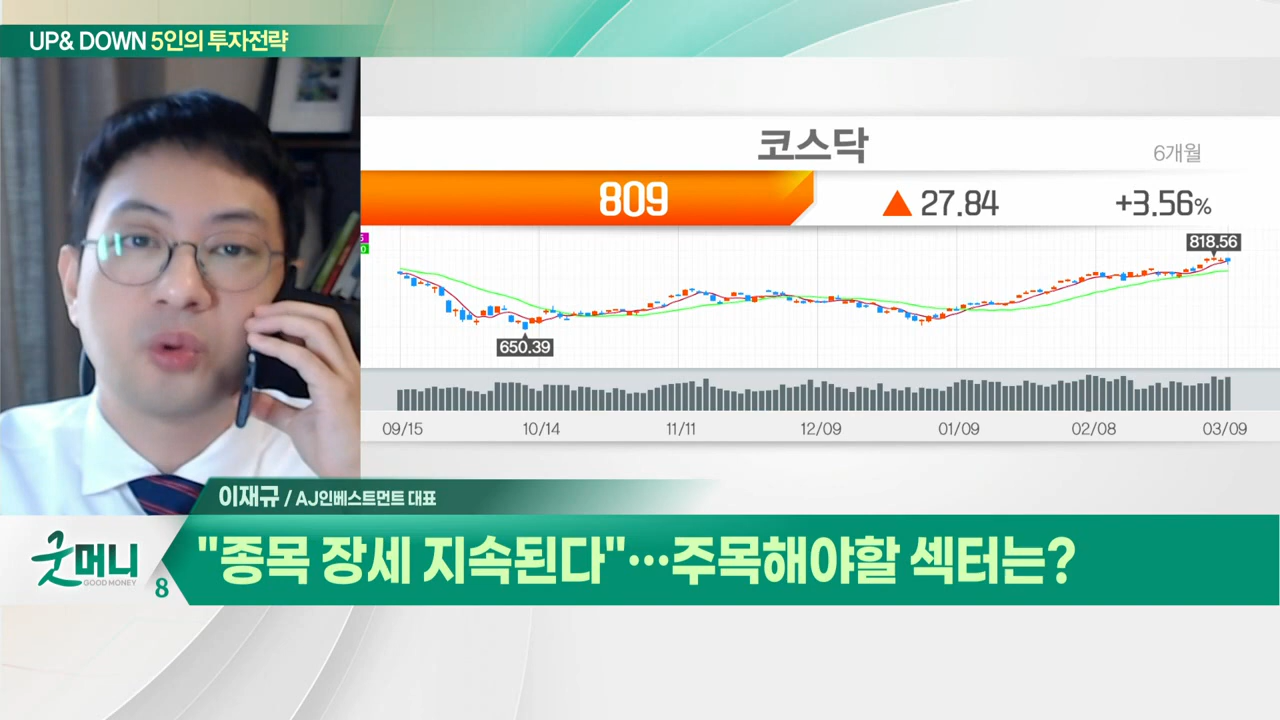 UP& DOWN 5인의 투자전략
코스닥
6개월
809 ▲ 27.84 +3.56%
818.56
650.39
09/15 10/14 11/11 12/09 01/09 02/08 03/09
이재규 / AJ인베스트먼트 대표
굿머니
GOOD MONEY
8
"종목 장세 지속된다"…주목해야할 섹터는?